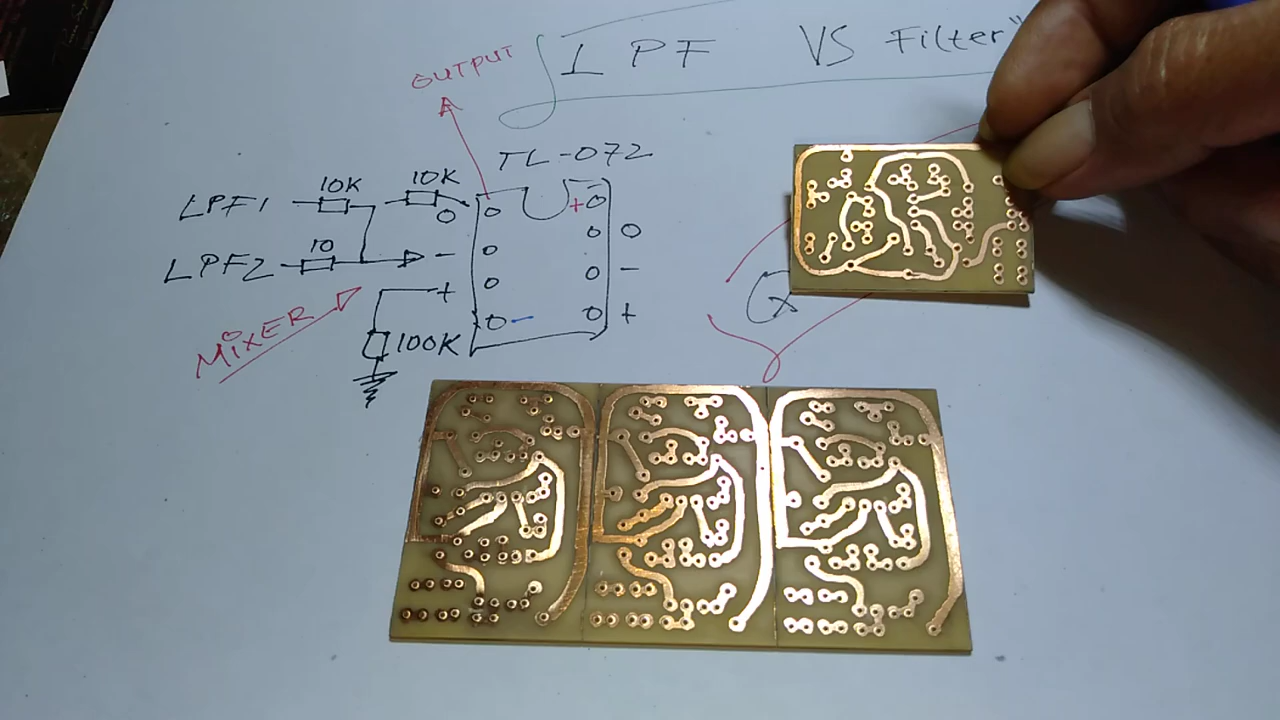 LPF VS Filter"
OUTPUT
TL-072
10K 10K
LPF1
O
+
O
10
LPF2
-
-
MiXER
+
-
+
100K